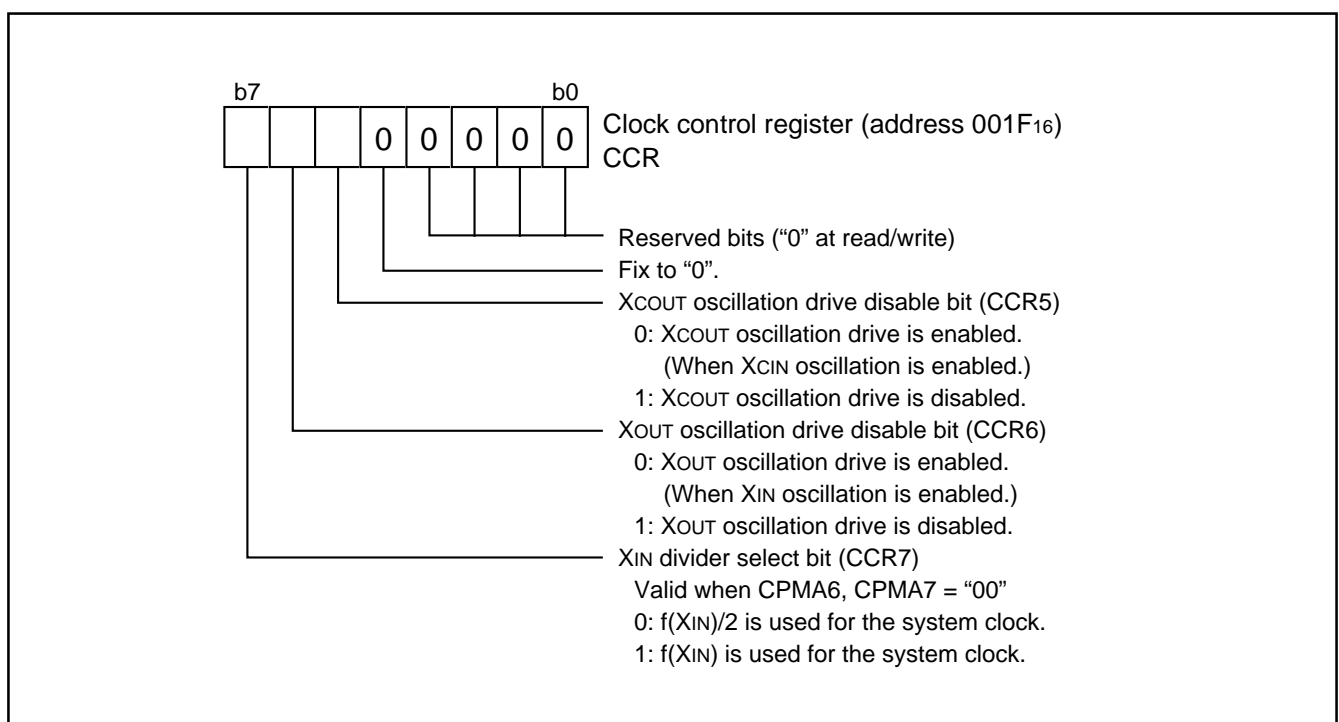 b7 b0
0 0 0 0 0
Clock control register (address 001F16)
CCR
Reserved bits (“0” at read/write)
Fix to “0”.
XCOUT oscillation drive disable bit (CCR5)
0: XCOUT oscillation drive is enabled.
(When XCIN oscillation is enabled.)
1: XCOUT oscillation drive is disabled.
XOUT oscillation drive disable bit (CCR6)
0: XOUT oscillation drive is enabled.
(When XIN oscillation is enabled.)
1: XOUT oscillation drive is disabled.
XIN divider select bit (CCR7)
Valid when CPMA6, CPMA7 = “00”
0: f(XIN)/2 is used for the system clock.
1: f(XIN) is used for the system clock.